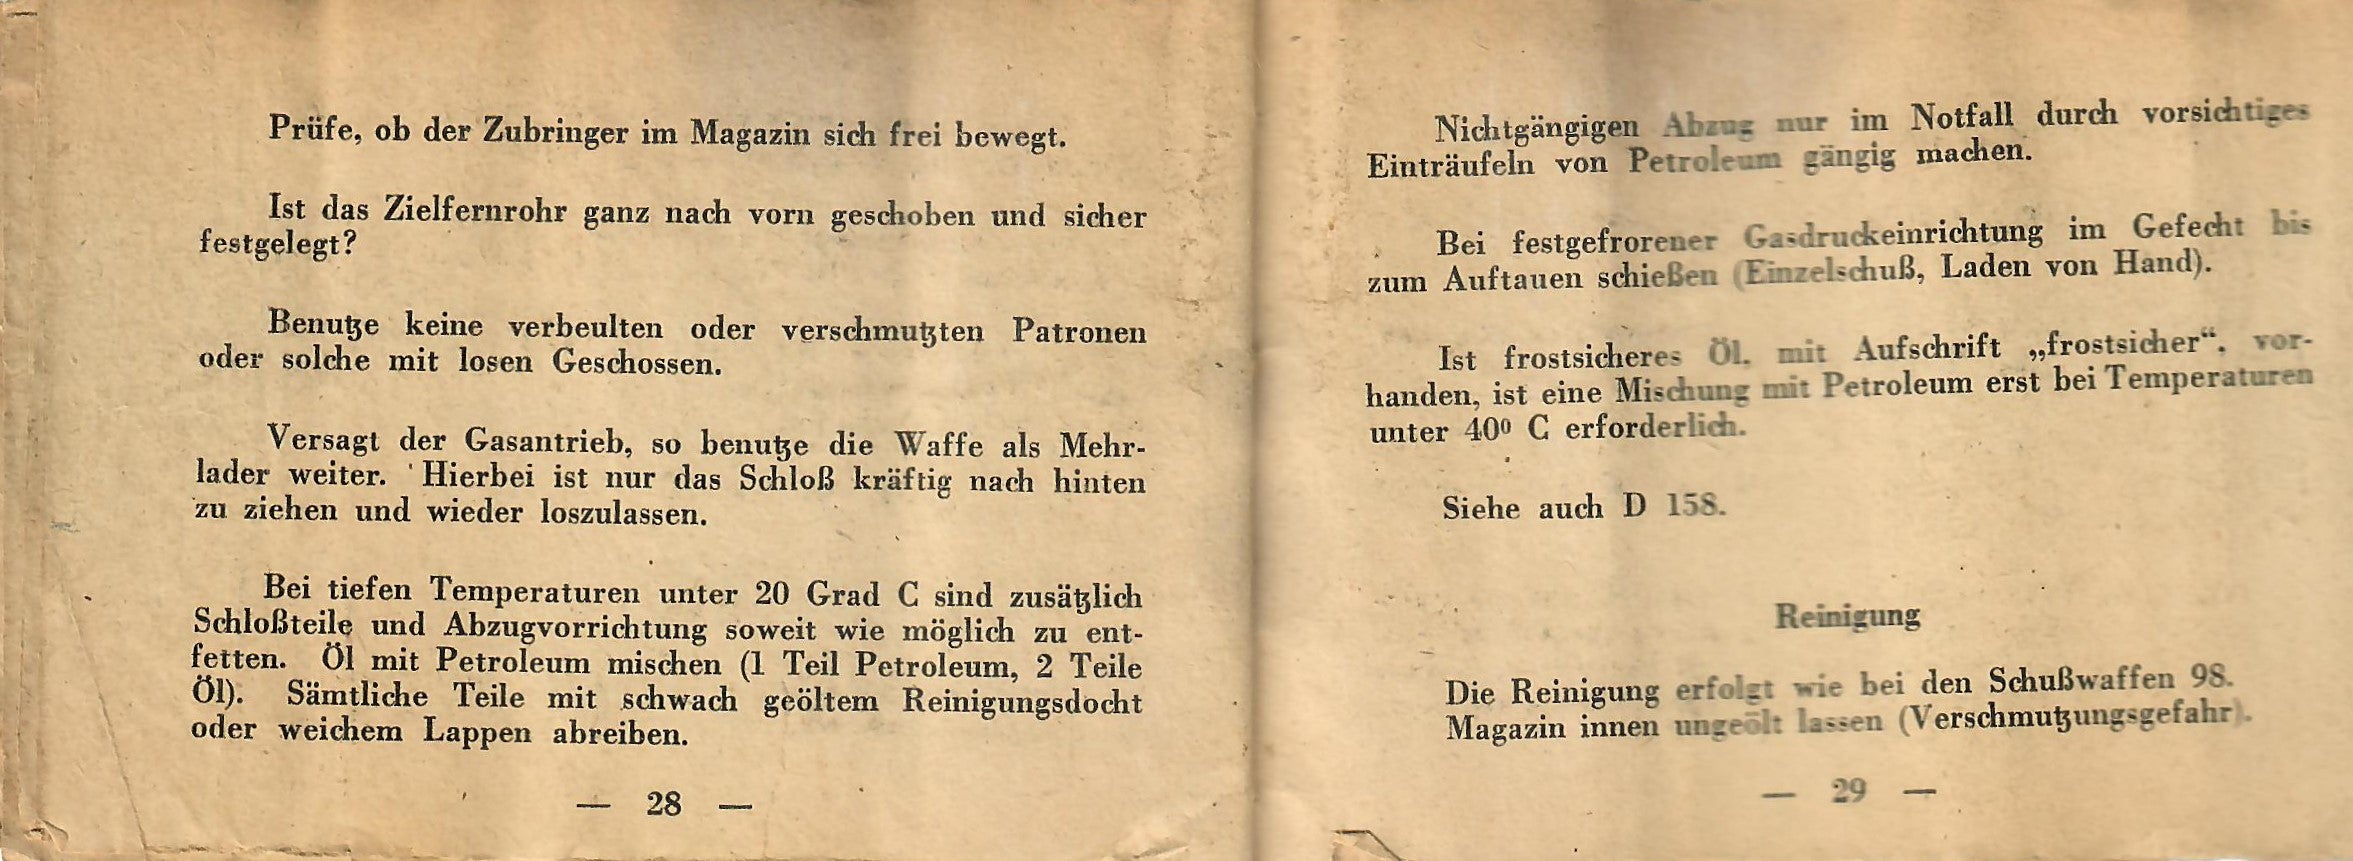 Prüfe, ob der Zubringer im Magazin sich frei bewegt.
Ist das Zielfernrohr ganz nach vorn geschoben und sicher
festgelegt?
Benutze keine verbeulten oder verschmutzten Patronen
oder solche mit losen Geschossen.
Versagt der Gasantrieb, so benutze die Waffe als Mehr-
lader weiter. Hierbei ist nur das Schloß kräftig nach hinten
zu ziehen und wieder loszulassen.
Bei tiefen Temperaturen unter 20 Grad C sind zusätzlich
Schloßteile und Abzugvorrichtung soweit wie möglich zu ent-
fetten. Öl mit Petroleum mischen (1 Teil Petroleum, 2 Teile
Öl). Sämtliche Teile mit schwach geöltem Reinigungsdocht
oder weichem Lappen abreiben.
— 28 —
Nichtgängigen Abzug nur im Notfall durch vorsichtiges
Einträufeln von Petroleum gängig machen.
Bei festgefrorener Gasdruckeinrichtung im Gefecht bis
zum Auftauen schießen (Einzelschuß, Laden von Hand).
Ist frostsicheres Öl. mit Aufschrift „frostsicher“. vor-
handen, ist eine Mischung mit Petroleum erst bei Temperaturen
unter 40⁰ C erforderlich.
Siehe auch D 158.
Reinigung
Die Reinigung erfolgt wie bei den Schußwaffen 98.
Magazin innen ungeölt lassen (Verschmutzungsgefahr).
— 29 —